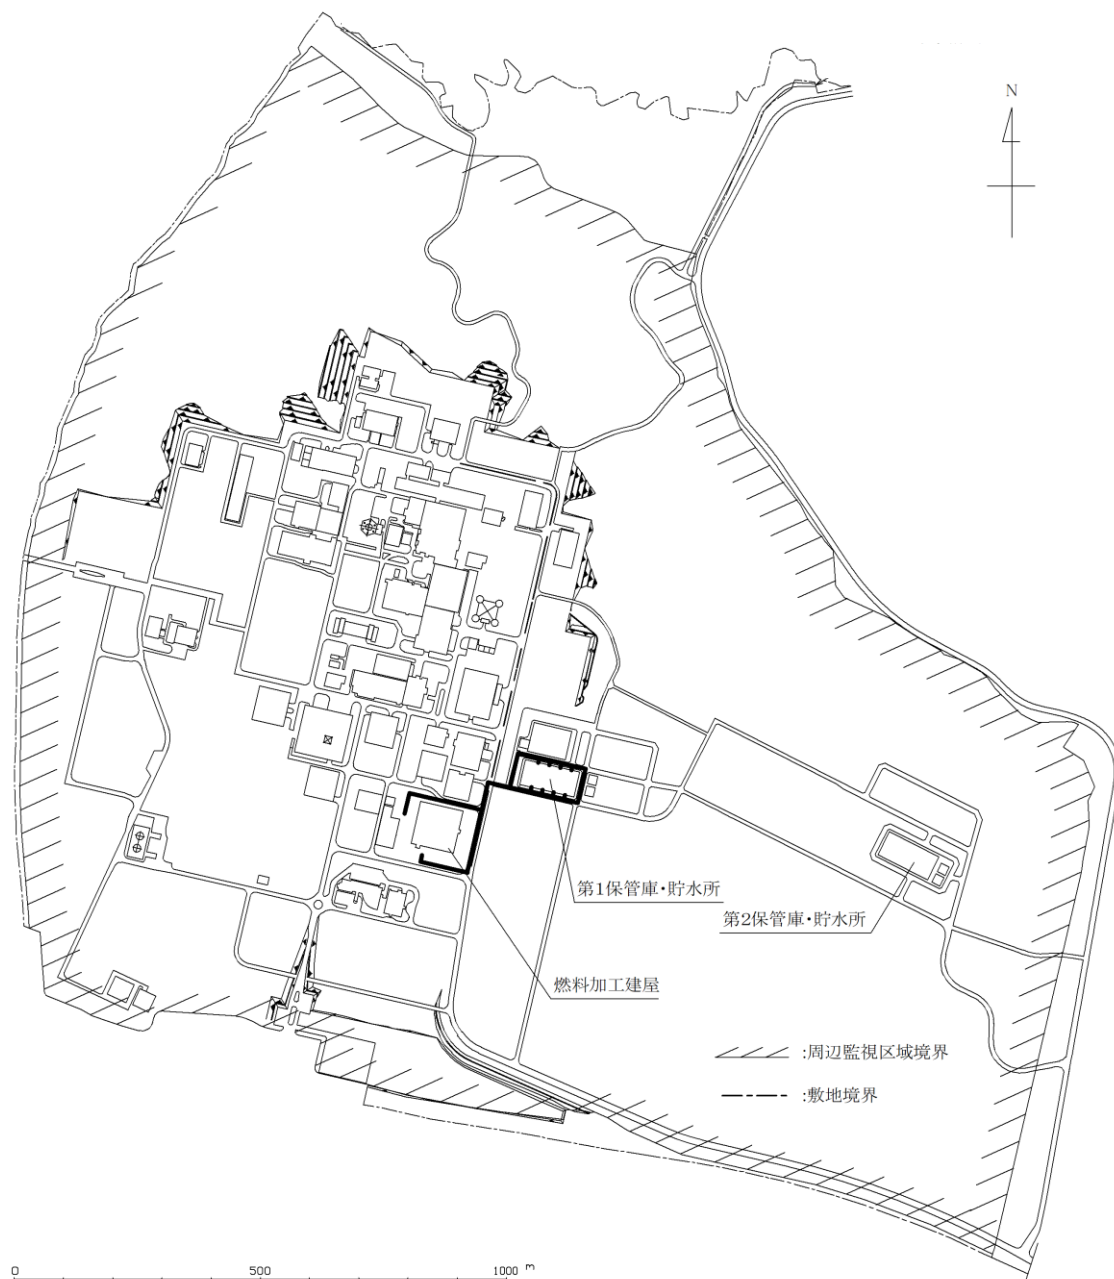 N
第1保管庫・貯水所
第2保管庫・貯水所
燃料加工建屋
:周辺監視区域境界
:敷地境界
0 500 1000 m